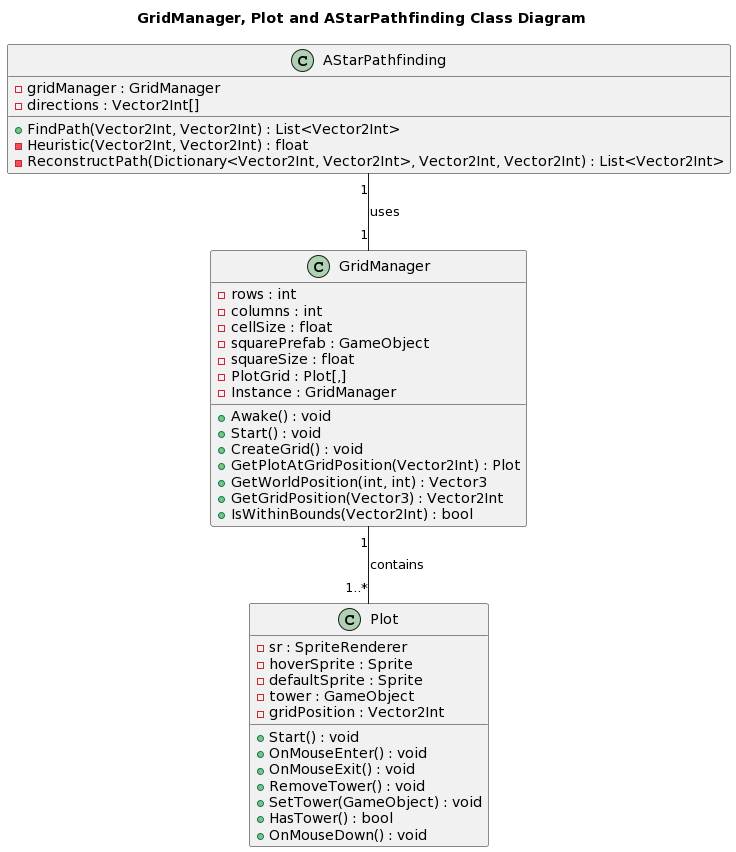 GridManager, Plot and AStarPathfinding Class Diagram
C AStarPathfinding
gridManager : GridManager
directions : Vector2Int[]
FindPath(Vector2Int, Vector2Int) : List<Vector2Int>
Heuristic(Vector2Int, Vector2Int) : float
ReconstructPath(Dictionary<Vector2Int, Vector2Int>, Vector2Int, Vector2Int) : List<Vector2Int>
1
uses
1
C GridManager
rows : int
columns : int
cellSize : float
squarePrefab : GameObject
squareSize : float
PlotGrid : Plot[,]
Instance : GridManager
Awake() : void
Start() : void
CreateGrid() : void
GetPlotAtGridPosition(Vector2Int) : Plot
GetWorldPosition(int, int) : Vector3
GetGridPosition(Vector3) : Vector2Int
IsWithinBounds(Vector2Int) : bool
1
contains
1..*
C Plot
sr : SpriteRenderer
hoverSprite : Sprite
defaultSprite : Sprite
tower : GameObject
gridPosition : Vector2Int
Start() : void
OnMouseEnter() : void
OnMouseExit() : void
RemoveTower() : void
SetTower(GameObject) : void
HasTower() : bool
OnMouseDown() : void